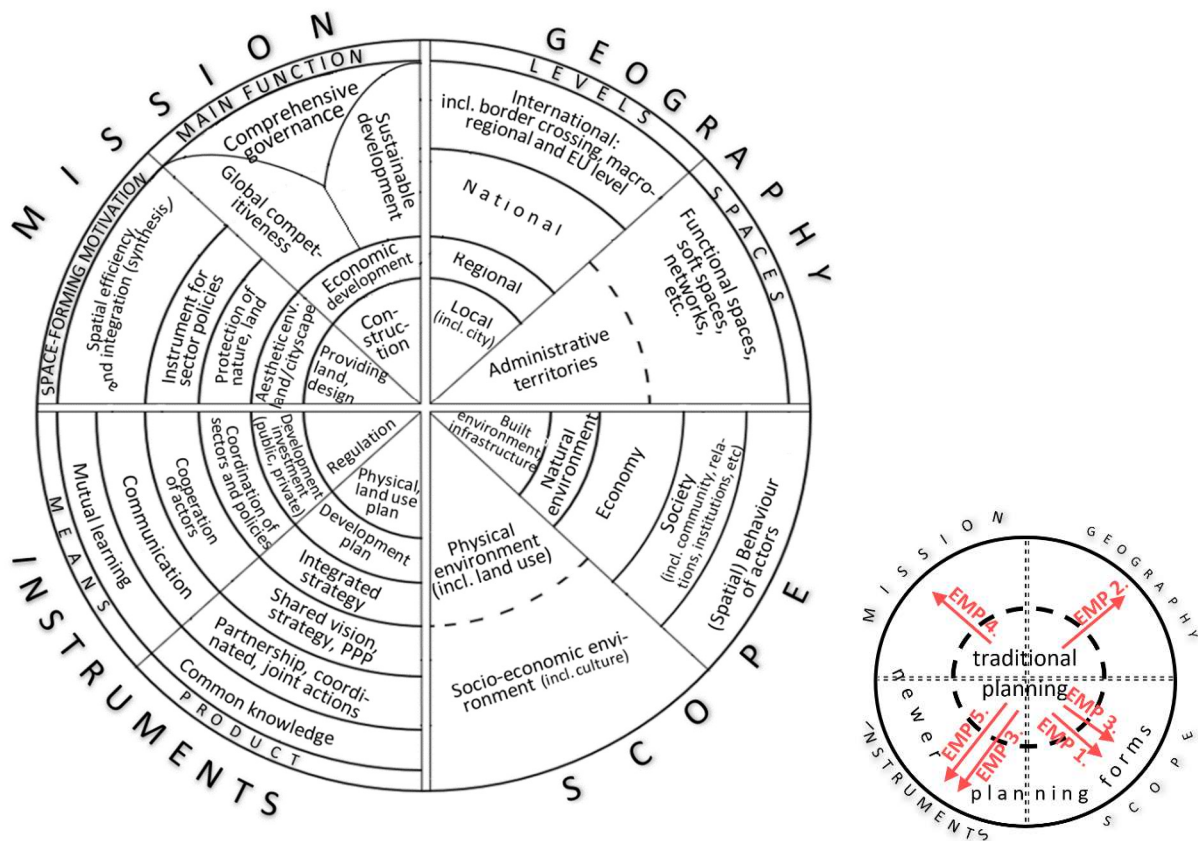 MISSION
MAIN FUNCTION
Comprehensive
governance
Sustainable
development
Global compet-
itiveness
Economic
development
Con-
struc-
tion
SPACE-FORMING MOTIVATION
Spatial efficiency,
and integration (synthesis)
Instrument for
sector policies
Protection of
nature, land
Aesthetic env.
land/cityscape
Providing
land,
design
GEOGRAPHY
LEVELS
International:
incl. border crossing, macro-
regional and EU level
National
Regional
Local
(incl. city)
SPACES
Functional spaces,
soft spaces,
networks,
etc.
Administrative
territories
INSTRUMENTS
MEANS
Mutual learning
Communication
Cooperation
of actors
Coordination of
sectors and policies
Development
investment
(public, private)
Regulation
Physical,
land use
plan
Development
plan
Integrated
strategy
Shared vision,
strategy, PPP
Partnership, coordi-
nated, joint actions
Common knowledge
PRODUCT
SCOPE
Built
environment,
infrastructure
Natural
environment
Economy
Society
(incl. community, rela-
tions, institutions, etc)
(Spatial) Behaviour
of actors
Physical
environment
(incl. land use)
Socio-economic envi-
ronment (incl. culture)
MISSION
GEOGRAPHY
EMP 4.
EMP 2.
traditional
planning
EMP 5.
EMP 3.
EMP 3.
EMP 1.
newer
planning forms
INSTRUMENTS
SCOPE